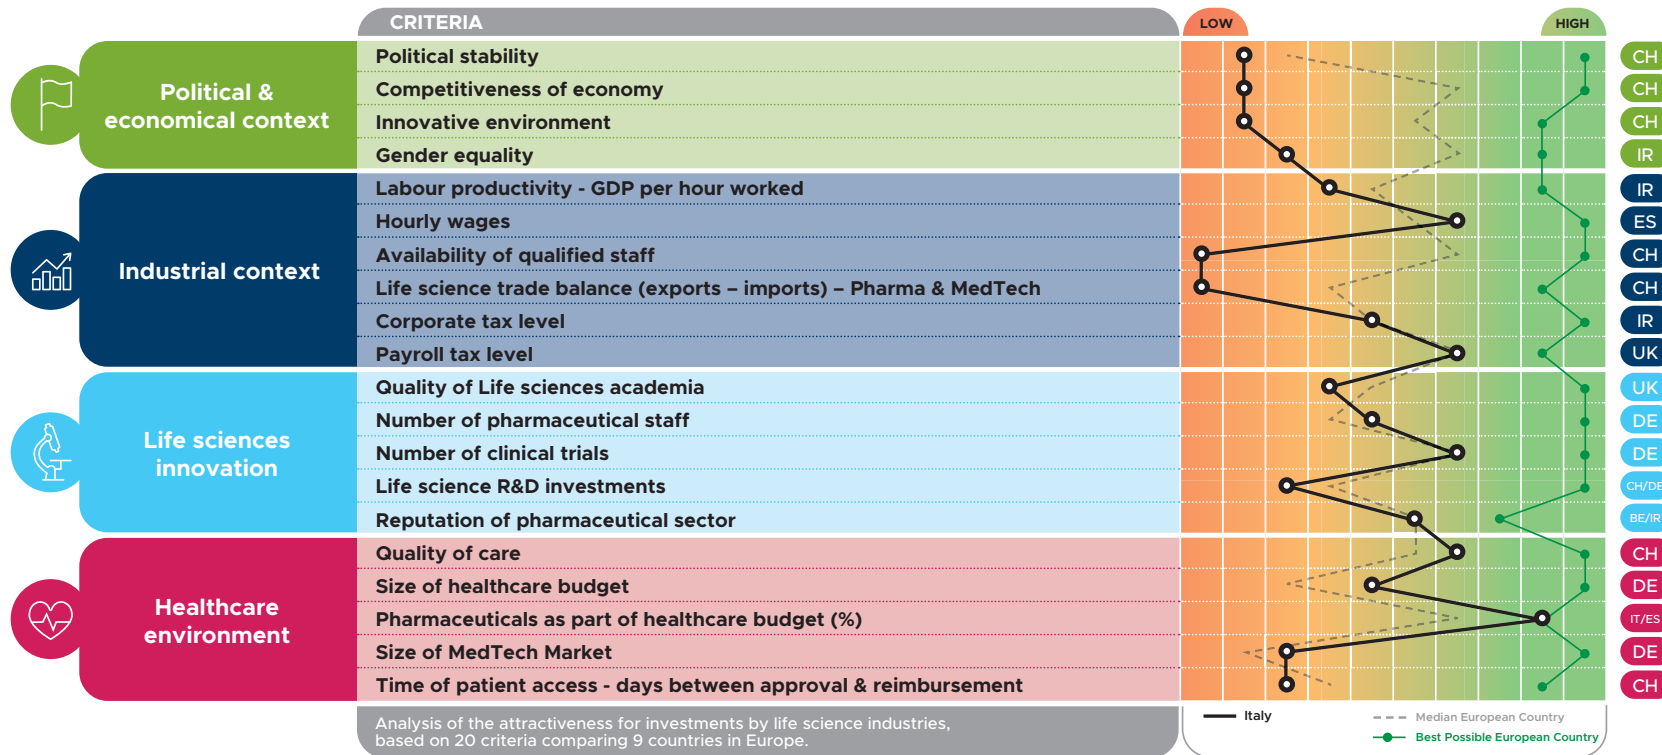 CRITERIA
LOW
HIGH
Political &
economical context
Political stability
CH
Competitiveness of economy
CH
Innovative environment
CH
Gender equality
IR
Industrial context
Labour productivity - GDP per hour worked
IR
Hourly wages
ES
Availability of qualified staff
CH
Life science trade balance (exports – imports) – Pharma & MedTech
CH
Corporate tax level
IR
Payroll tax level
UK
Life sciences
innovation
Quality of Life sciences academia
UK
Number of pharmaceutical staff
DE
Number of clinical trials
DE
Life science R&D investments
CH/DE
Reputation of pharmaceutical sector
BE/IR
Healthcare
environment
Quality of care
CH
Size of healthcare budget
DE
Pharmaceuticals as part of healthcare budget (%)
IT/ES
Size of MedTech Market
DE
Time of patient access - days between approval & reimbursement
CH
Analysis of the attractiveness for investments by life science industries,
based on 20 criteria comparing 9 countries in Europe.
Italy
Median European Country
Best Possible European Country